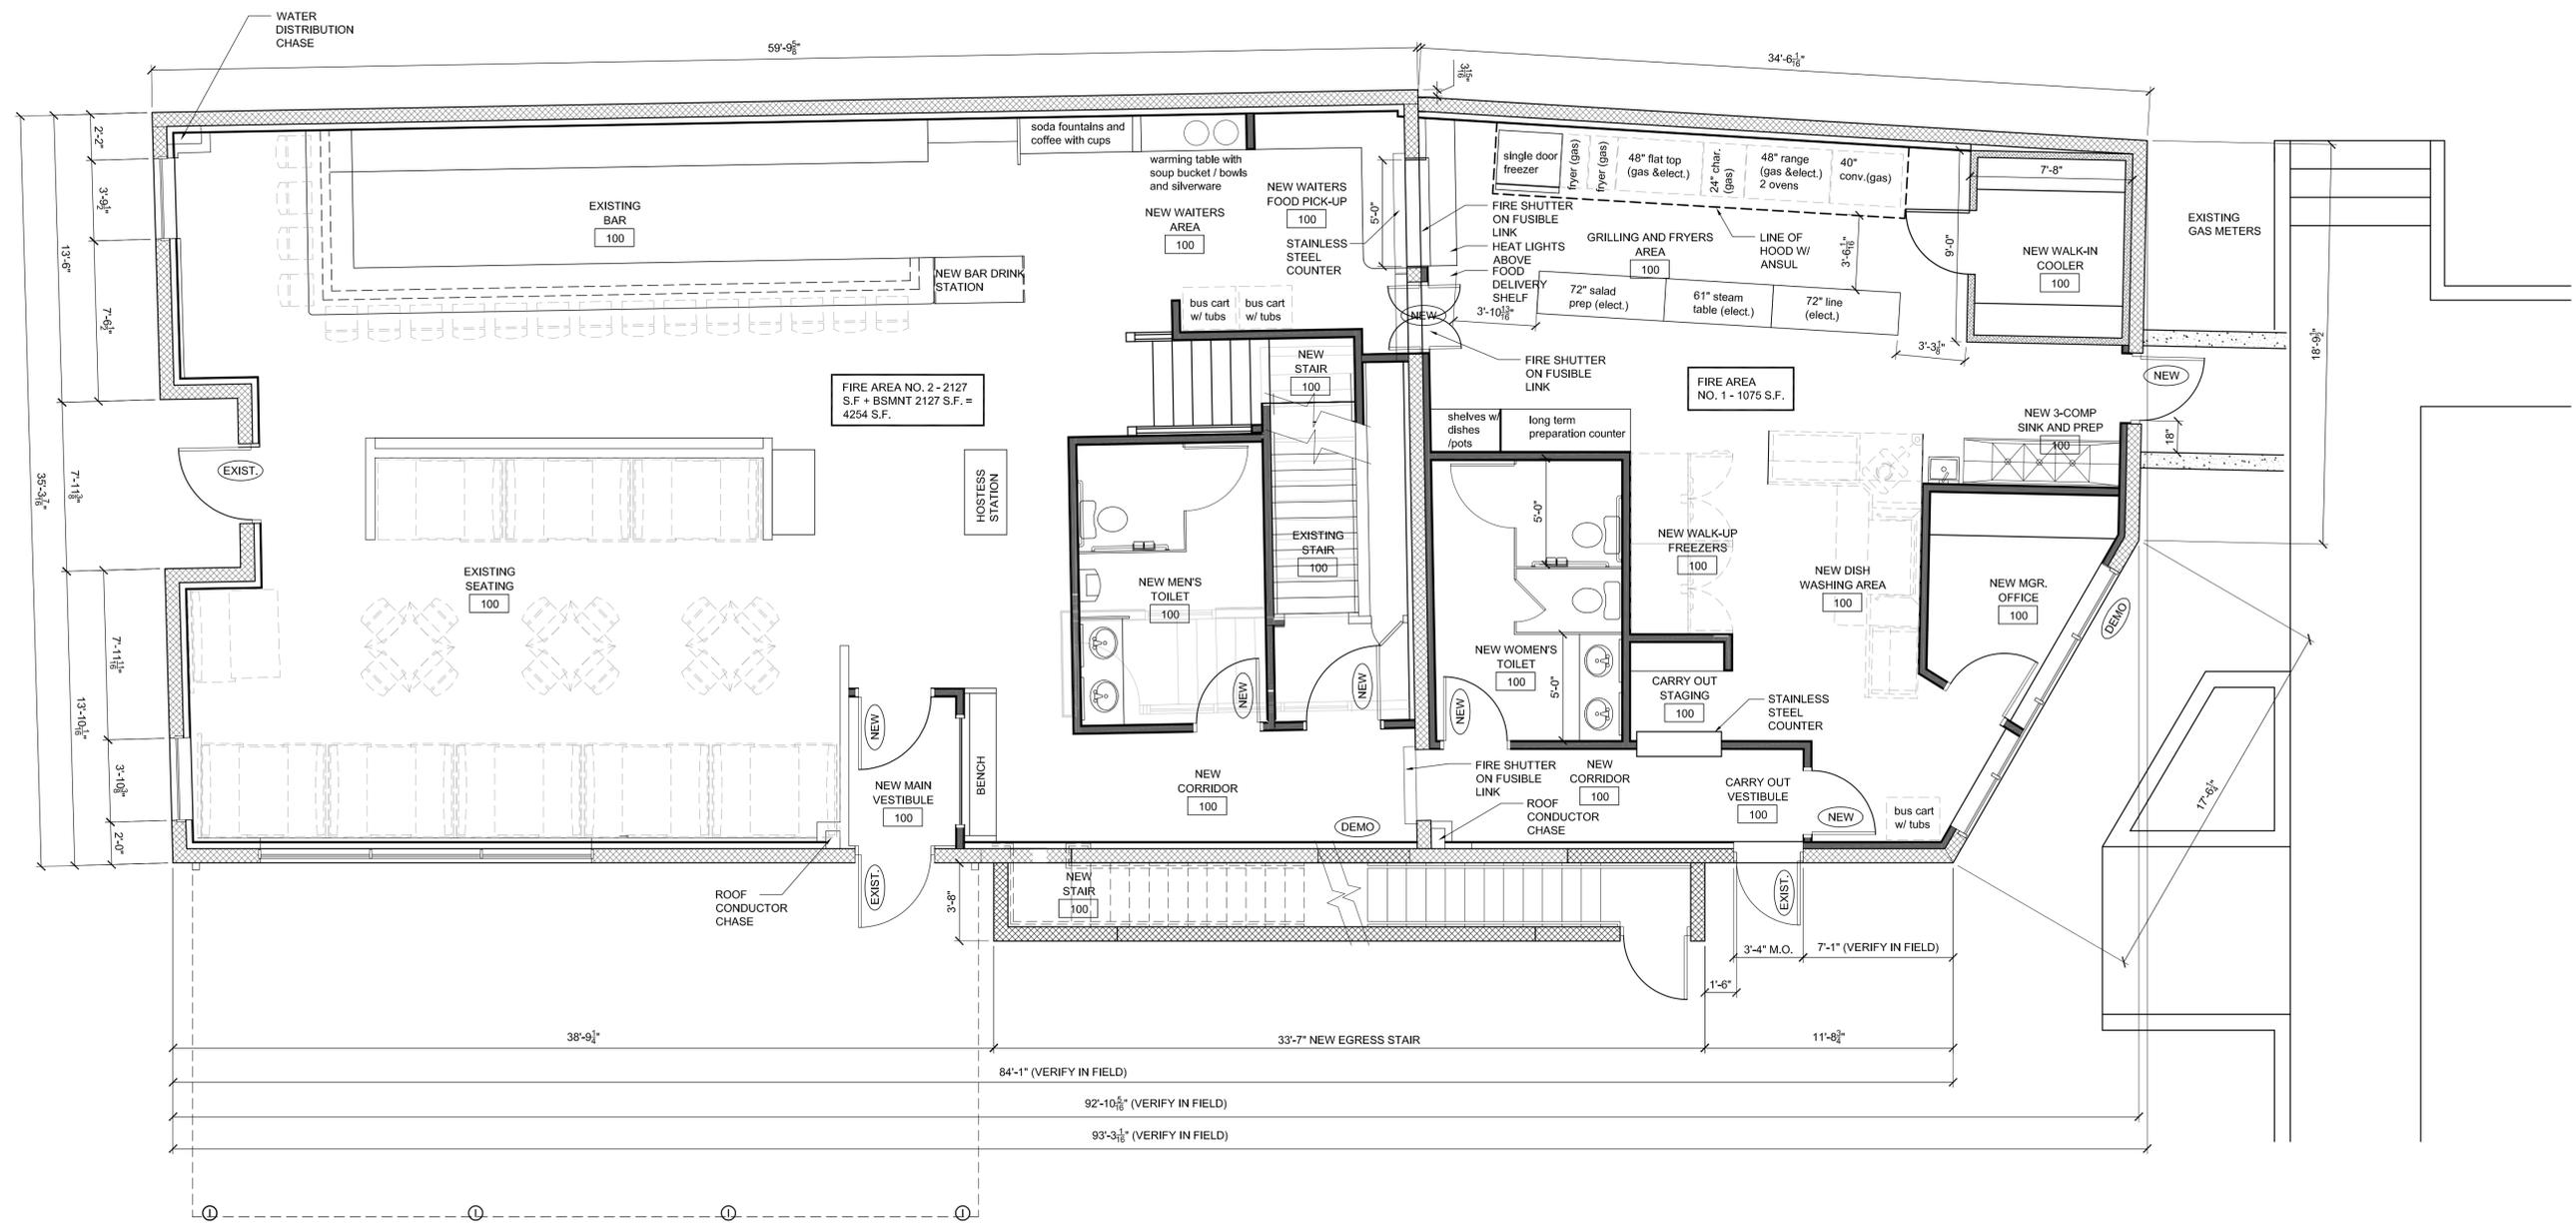 WATER
DISTRIBUTION
CHASE
59'-9 5/8"
34'-6 1/16"
3 15/16"
2'-2"
3'-9 1/2"
7'-6 1/2"
13'-6"
35'-3 7/16"
7'-11 3/8"
7'-11 11/16"
13'-10 1/16"
3'-10 3/8"
2'-0"
soda fountains and
coffee with cups
warming table with
soup bucket / bowls
and silverware
EXISTING
BAR
100
NEW WAITERS
AREA
100
NEW WAITERS
FOOD PICK-UP
100
STAINLESS
STEEL
COUNTER
5'-0"
NEW BAR DRINK
STATION
bus cart
w/ tubs
bus cart
w/ tubs
FIRE SHUTTER
ON FUSIBLE
LINK
HEAT LIGHTS
ABOVE
FOOD
DELIVERY
SHELF
NEW
3'-10 13/16"
FIRE SHUTTER
ON FUSIBLE
LINK
single door
freezer
fryer (gas)
fryer (gas)
48" flat top
(gas &elect.)
24" char.
(gas)
48" range
(gas &elect.)
2 ovens
40"
conv.(gas)
GRILLING AND FRYERS
AREA
100
LINE OF
HOOD W/
ANSUL
3'-6 1/16"
9'-0"
7'-8"
NEW WALK-IN
COOLER
100
EXISTING
GAS METERS
18'-9 1/2"
72" salad
prep (elect.)
61" steam
table (elect.)
72" line
(elect.)
3'-3 1/8"
NEW
NEW
STAIR
100
FIRE AREA NO. 2 - 2127
S.F + BSMNT 2127 S.F. =
4254 S.F.
FIRE AREA
NO. 1 - 1075 S.F.
NEW 3-COMP
SINK AND PREP
100
18"
shelves w/
dishes
/pots
long term
preparation counter
EXIST.
HOSTESS
STATION
EXISTING
SEATING
100
NEW MEN'S
TOILET
100
EXISTING
STAIR
100
5'-0"
NEW WALK-UP
FREEZERS
100
NEW DISH
WASHING AREA
100
NEW MGR.
OFFICE
100
DEMO
NEW WOMEN'S
TOILET
100
5'-0"
CARRY OUT
STAGING
100
STAINLESS
STEEL
COUNTER
NEW
NEW
NEW
NEW
NEW MAIN
VESTIBULE
100
BENCH
NEW
CORRIDOR
100
FIRE SHUTTER
ON FUSIBLE
LINK
NEW
CORRIDOR
100
CARRY OUT
VESTIBULE
100
NEW
bus cart
w/ tubs
ROOF
CONDUCTOR
CHASE
DEMO
17'-6 1/4"
ROOF
CONDUCTOR
CHASE
EXIST.
3'-8"
NEW
STAIR
100
EXIST.
3'-4" M.O.
7'-1" (VERIFY IN FIELD)
1'-6"
38'-9 1/4"
33'-7" NEW EGRESS STAIR
11'-8 3/4"
84'-1" (VERIFY IN FIELD)
92'-10 5/16" (VERIFY IN FIELD)
93'-3 1/16" (VERIFY IN FIELD)